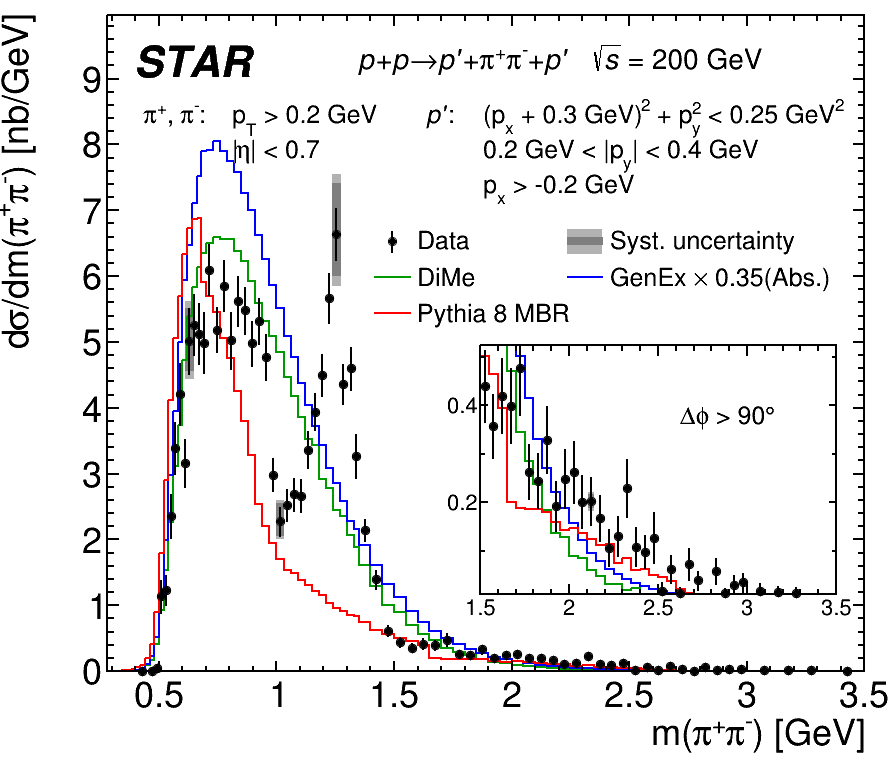 STAR p+p→p′+π⁺π⁻+p′ √s = 200 GeV
π⁺, π⁻: p_T > 0.2 GeV p′: (p_x + 0.3 GeV)² + p_y² < 0.25 GeV²
|η| < 0.7 0.2 GeV < |p_y| < 0.4 GeV
p_x > -0.2 GeV
Data Syst. uncertainty
DiMe GenEx × 0.35(Abs.)
Pythia 8 MBR
Δϕ > 90°
0.4
0.2
1.5 2 2.5 3 3.5
dσ/dm(π⁺π⁻) [nb/GeV]
9
8
7
6
5
4
3
2
1
0
0.5 1 1.5 2 2.5 3 3.5
m(π⁺π⁻) [GeV]